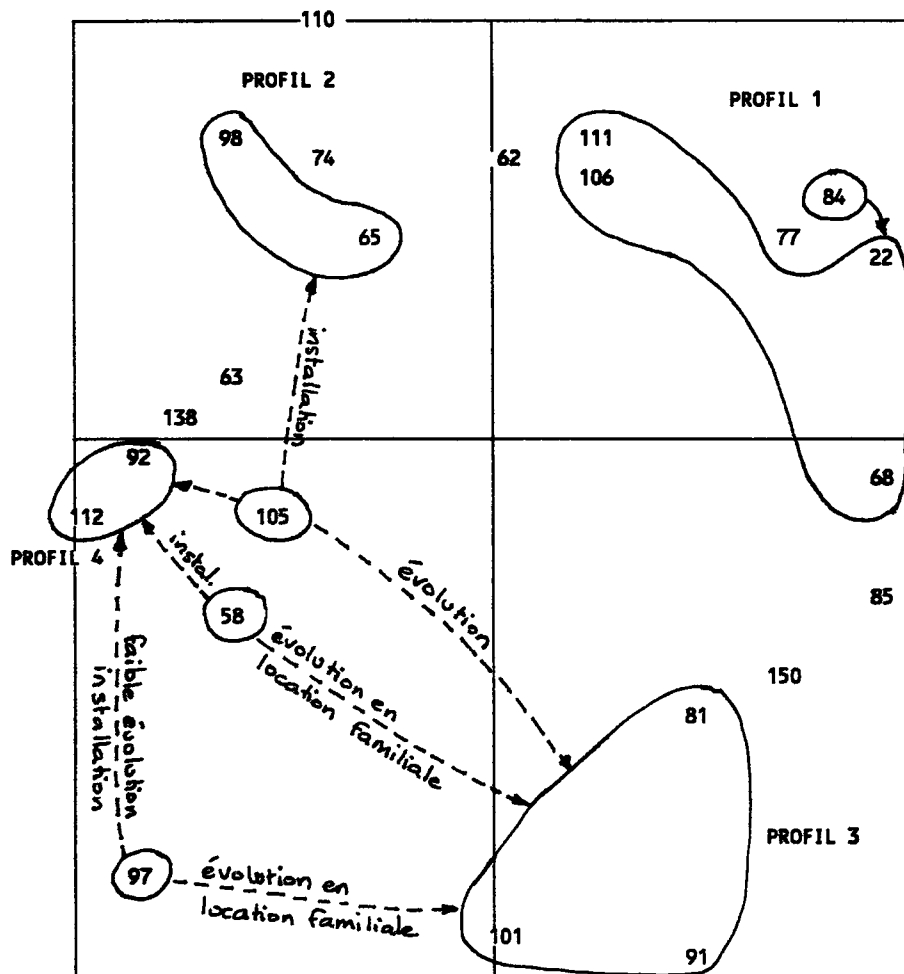 110
PROFIL 2
PROFIL 1
98
74
62
111
106
84
65
77
22
installation
63
138
92
68
112
105
PROFIL 4
instal.
évolution
58
85
évolution en
location familiale
150
faible évolution
installation
81
PROFIL 3
97
évolution en
location familiale
101
91